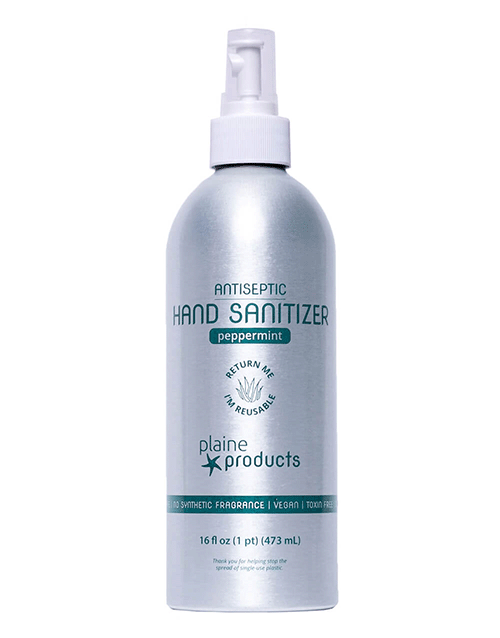 ANTISEPTIC
HAND SANITIZER
peppermint
RETURN ME
I'M REUSABLE
plaine
products
| NO SYNTHETIC FRAGRANCE | VEGAN | TOXIN FREE
16 fl oz (1 pt) (473 mL)
Thank you for helping stop the
spread of single use plastic